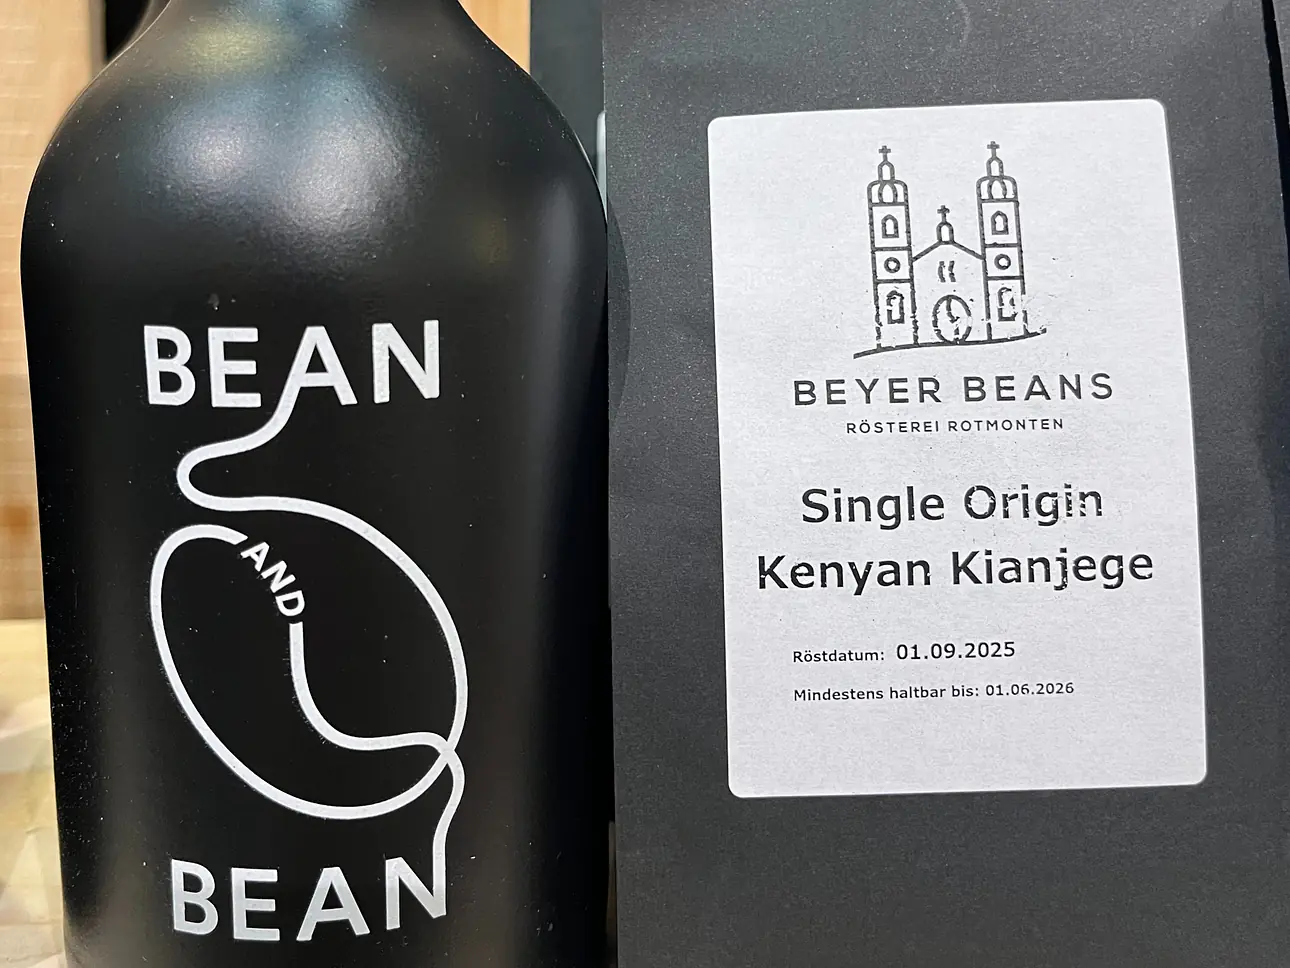 BEAN
AND
BEAN
BEYER BEANS
RÖSTEREI ROTMONTEN
Single Origin
Kenyan Kianjege
Röstdatum: 01.09.2025
Mindestens haltbar bis: 01.06.2026